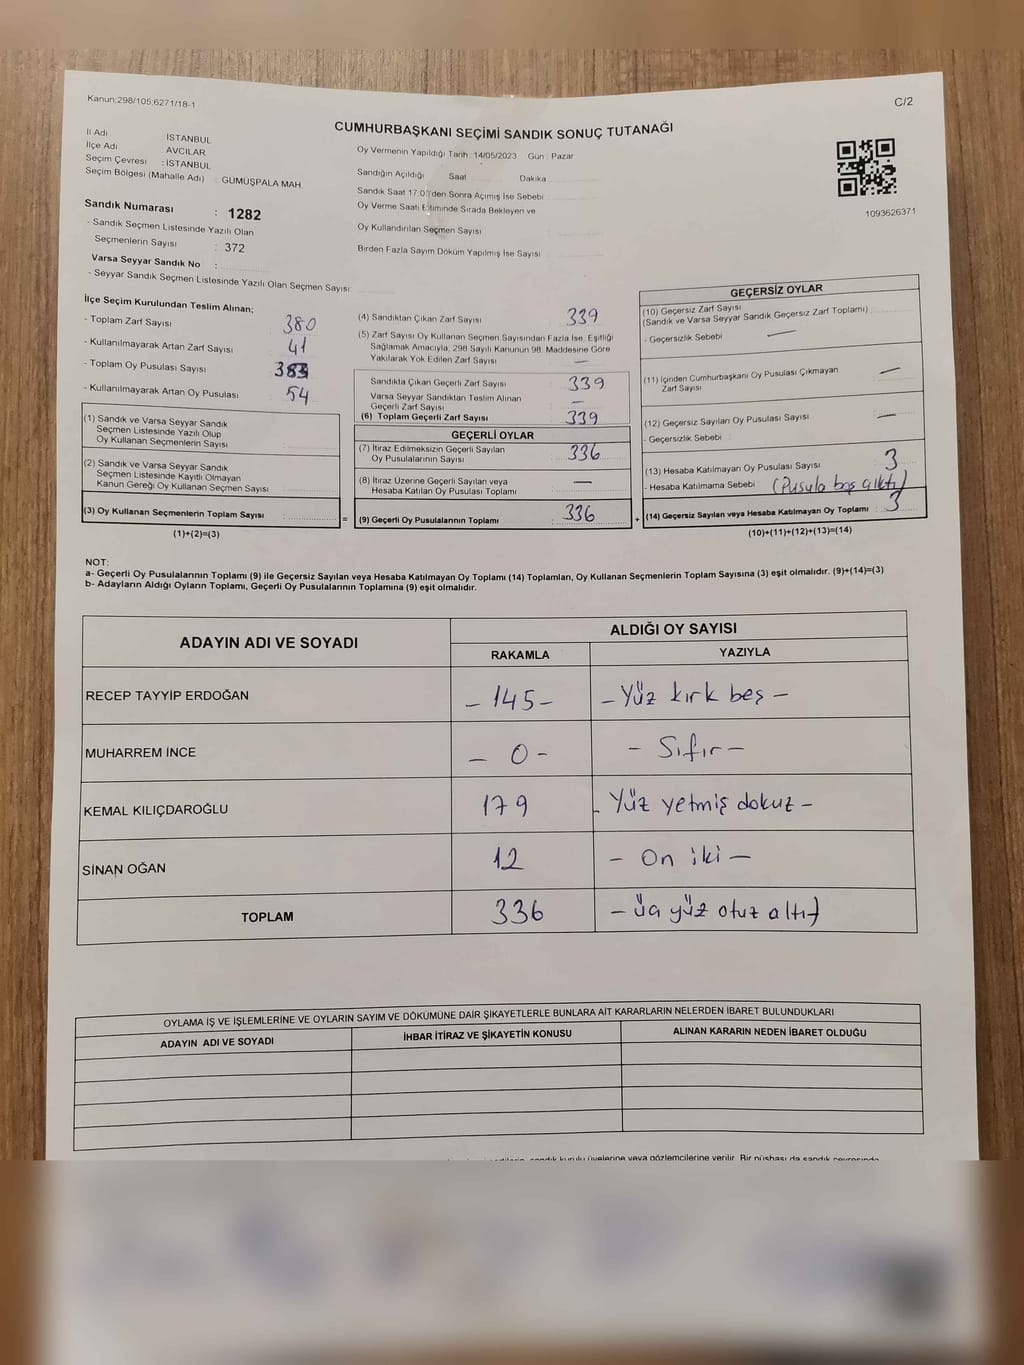 Kanun;298/105;6271/18-1
C/2
CUMHURBAŞKANI SEÇİMİ SANDIK SONUÇ TUTANAĞI
İl Adı : İSTANBUL
İlçe Adı : AVCILAR
Seçim Çevresi : İSTANBUL
Seçim Bölgesi (Mahalle Adı) : GÜMÜŞPALA MAH.
Oy Vermenin Yapıldığı Tarih : 14/05/2023 Gün : Pazar
Sandığın Açıldığı Saat Dakika
Sandık Saat 17:00'den Sonra Açımış İse Sebebi
Oy Verme Saati Bitiminde Sırada Bekleyen ve
Oy Kullandırılan Seçmen Sayısı
Birden Fazla Sayım Döküm Yapılmış İse Sayısı
1093626371
Sandık Numarası : 1282
- Sandık Seçmen Listesinde Yazılı Olan
Seçmenlerin Sayısı : 372
Varsa Seyyar Sandık No :
- Seyyar Sandık Seçmen Listesinde Yazılı Olan Seçmen Sayısı
İlçe Seçim Kurulundan Teslim Alınan;
- Toplam Zarf Sayısı 380
- Kullanılmayarak Artan Zarf Sayısı 41
- Toplam Oy Pusulası Sayısı
- Kullanılmayarak Artan Oy Pusulası 54
(1) Sandık ve Varsa Seyyar Sandık
Seçmen Listesinde Yazılı Olup
Oy Kullanan Seçmenlerin Sayısı
(2) Sandık ve Varsa Seyyar Sandık
Seçmen Listesinde Kayıtlı Olmayan
Kanun Gereği Oy Kullanan Seçmen Sayısı
(3) Oy Kullanan Seçmenlerin Toplam Sayısı =
(1)+(2)=(3)
(4) Sandıktan Çıkan Zarf Sayısı 339
(5) Zarf Sayısı Oy Kullanan Seçmen Sayısından Fazla İse, Eşitliği
Sağlamak Amacıyla, 298 Sayılı Kanunun 98. Maddesine Göre
Yakılarak Yok Edilen Zarf Sayısı —
Sandıkta Çıkan Geçerli Zarf Sayısı 339
Varsa Seyyar Sandıktan Teslim Alınan
Geçerli Zarf Sayısı —
(6) Toplam Geçerli Zarf Sayısı 339
GEÇERLİ OYLAR
(7) İtiraz Edilmeksizin Geçerli Sayılan
Oy Pusulalarının Sayısı 336
(8) İtiraz Üzerine Geçerli Sayılan veya
Hesaba Katılan Oy Pusulası Toplamı —
(9) Geçerli Oy Pusulalarının Toplamı 336 +
GEÇERSİZ OYLAR
(10) Geçersiz Zarf Sayısı
(Sandık ve Varsa Seyyar Sandık Geçersiz Zarf Toplamı)
- Geçersizlik Sebebi : —
(11) İçinden Cumhurbaşkanı Oy Pusulası Çıkmayan
Zarf Sayısı —
(12) Geçersiz Sayılan Oy Pusulası Sayısı —
- Geçersizlik Sebebi :
(13) Hesaba Katılmayan Oy Pusulası Sayısı 3
- Hesaba Katılmama Sebebi : (Pusula boş çıktı)
(14) Geçersiz Sayılan veya Hesaba Katılmayan Oy Toplamı : 3
(10)+(11)+(12)+(13)=(14)
NOT:
a- Geçerli Oy Pusulalarının Toplamı (9) ile Geçersiz Sayılan veya Hesaba Katılmayan Oy Toplamı (14) Toplamları, Oy Kullanan Seçmenlerin Toplam Sayısına (3) eşit olmalıdır. (9)+(14)=(3)
b- Adayların Aldığı Oyların Toplamı, Geçerli Oy Pusulalarının Toplamına (9) eşit olmalıdır.
ADAYIN ADI VE SOYADI ALDIĞI OY SAYISI
RAKAMLA YAZIYLA
RECEP TAYYİP ERDOĞAN - 145 - - Yüz kırk beş -
MUHARREM İNCE - 0 - - Sıfır -
KEMAL KILIÇDAROĞLU 179 - Yüz yetmiş dokuz -
SİNAN OĞAN 12 - On iki -
TOPLAM 336 - üç yüz otuz altı)
OYLAMA İŞ VE İŞLEMLERİNE VE OYLARIN SAYIM VE DÖKÜMÜNE DAİR ŞİKAYETLERLE BUNLARA AİT KARARLARIN NELERDEN İBARET BULUNDUKLARI
ADAYIN ADI VE SOYADI İHBAR İTİRAZ VE ŞİKAYETİN KONUSU ALINAN KARARIN NEDEN İBARET OLDUĞU
sandık kurulu üyelerine veya gözlemcilerine verilir. Bir nüshası da sandık çevresinde